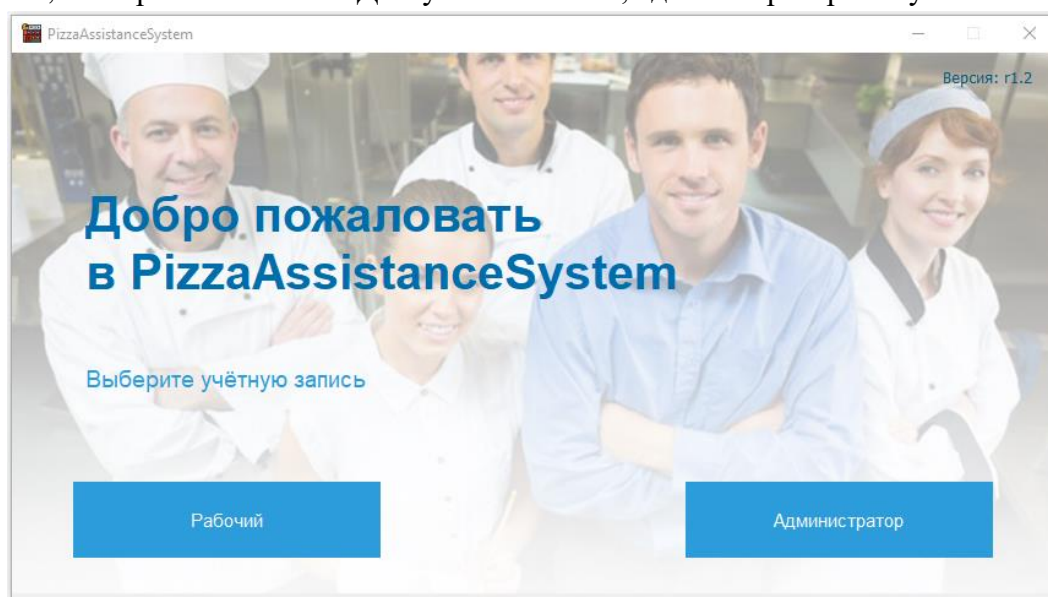 PizzaAssistanceSystem
Версия: r1.2
Добро пожаловать
в PizzaAssistanceSystem
Выберите учётную запись
Рабочий
Администратор